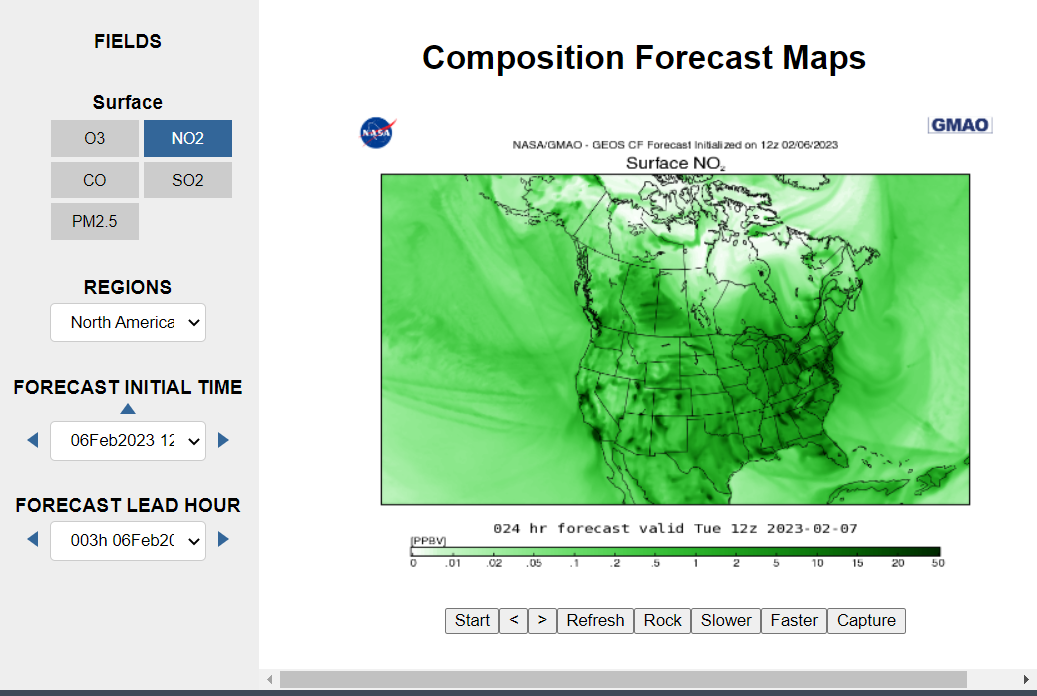 FIELDS
Surface
O3 NO2
CO SO2
PM2.5
REGIONS
North America
FORECAST INITIAL TIME
06Feb2023 12
FORECAST LEAD HOUR
003h 06Feb20
Composition Forecast Maps
NASA
GMAO
NASA/GMAO - GEOS CF Forecast Initialized on 12z 02/06/2023
Surface NO₂
024 hr forecast valid Tue 12z 2023-02-07
[PPBV]
0 .01 .02 .05 .1 .2 .5 1 2 5 10 15 20 50
Start < > Refresh Rock Slower Faster Capture